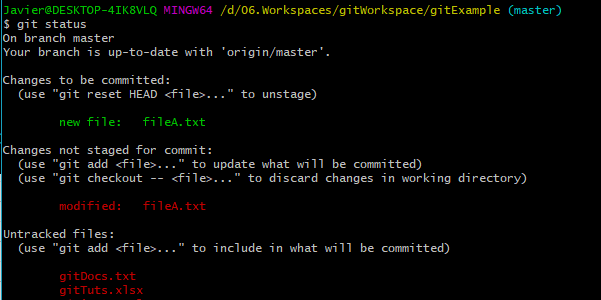 Javier@DESKTOP-4IK8VLQ MINGW64 /d/06.Workspaces/gitWorkspace/gitExample (master)
$ git status
On branch master
Your branch is up-to-date with 'origin/master'.
Changes to be committed:
  (use "git reset HEAD <file>..." to unstage)
        new file:   fileA.txt
Changes not staged for commit:
  (use "git add <file>..." to update what will be committed)
  (use "git checkout -- <file>..." to discard changes in working directory)
        modified:   fileA.txt
Untracked files:
  (use "git add <file>..." to include in what will be committed)
        gitDocs.txt
        gitTuts.xlsx